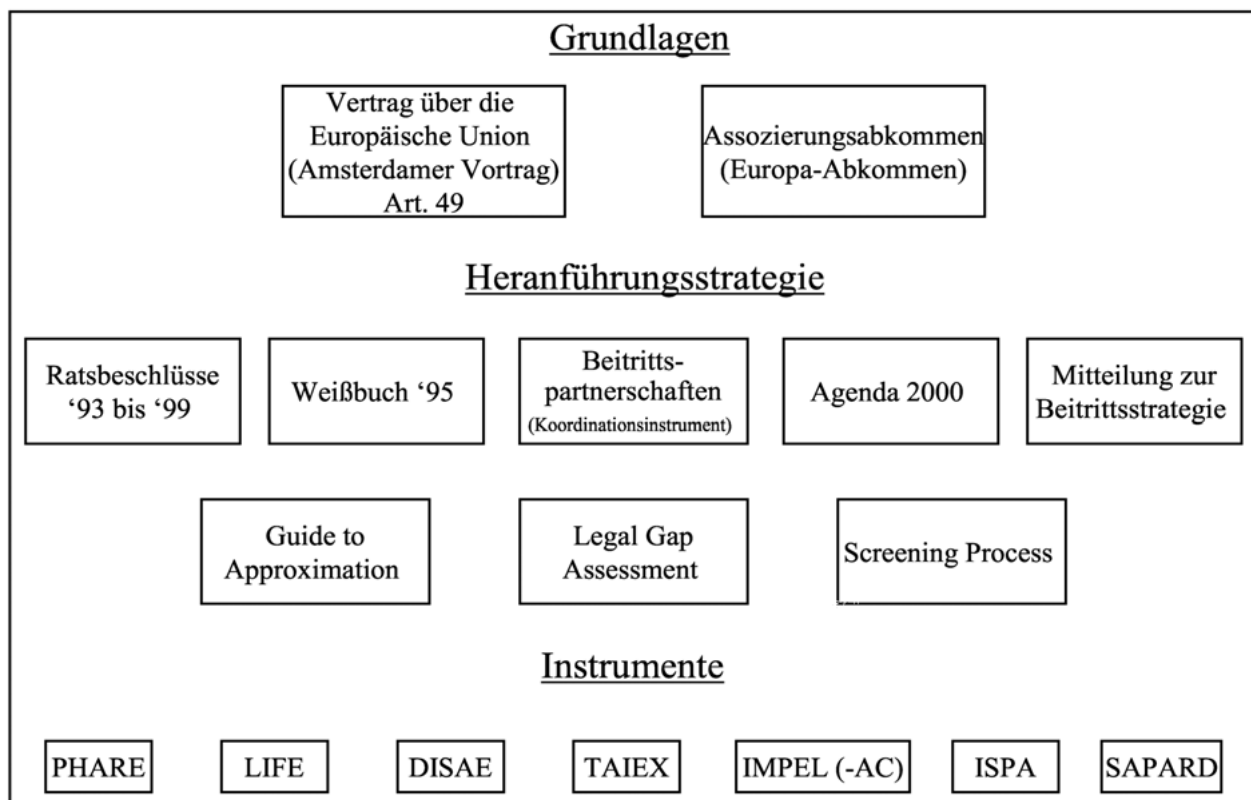 Grundlagen
Vertrag über die
Europäische Union
(Amsterdamer Vortrag)
Art. 49
Assozierungsabkommen
(Europa-Abkommen)
Heranführungsstrategie
Ratsbeschlüsse
‘93 bis ‘99
Weißbuch ‘95
Beitritts-
partnerschaften
(Koordinationsinstrument)
Agenda 2000
Mitteilung zur
Beitrittsstrategie
Guide to
Approximation
Legal Gap
Assessment
Screening Process
Instrumente
PHARE
LIFE
DISAE
TAIEX
IMPEL (-AC)
ISPA
SAPARD